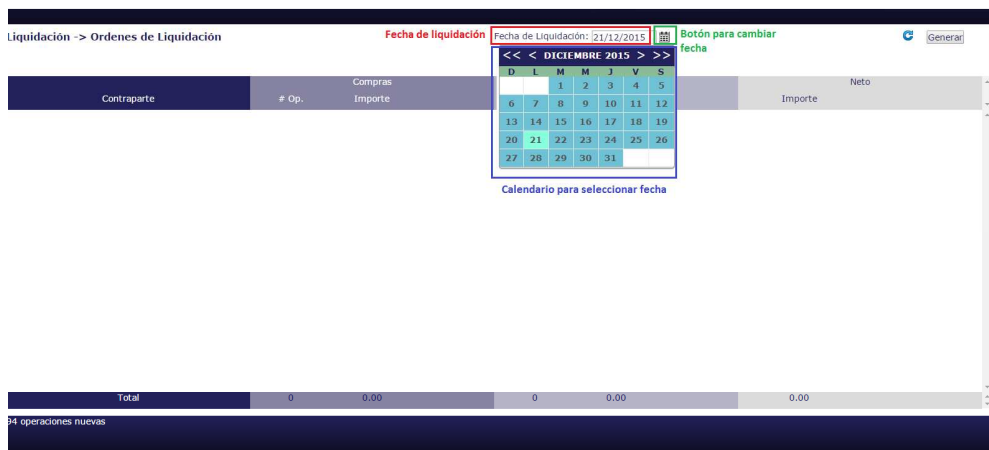 Liquidación -> Ordenes de Liquidación
Fecha de liquidación
Fecha de Liquidación: 21/12/2015
Botón para cambiar fecha
Generar
<< < DICIEMBRE 2015 > >>
D L M M J V S
1 2 3 4 5
6 7 8 9 10 11 12
13 14 15 16 17 18 19
20 21 22 23 24 25 26
27 28 29 30 31
Calendario para seleccionar fecha
Compras Neto
Contraparte # Op. Importe Importe
Total 0 0.00 0 0.00 0.00
94 operaciones nuevas